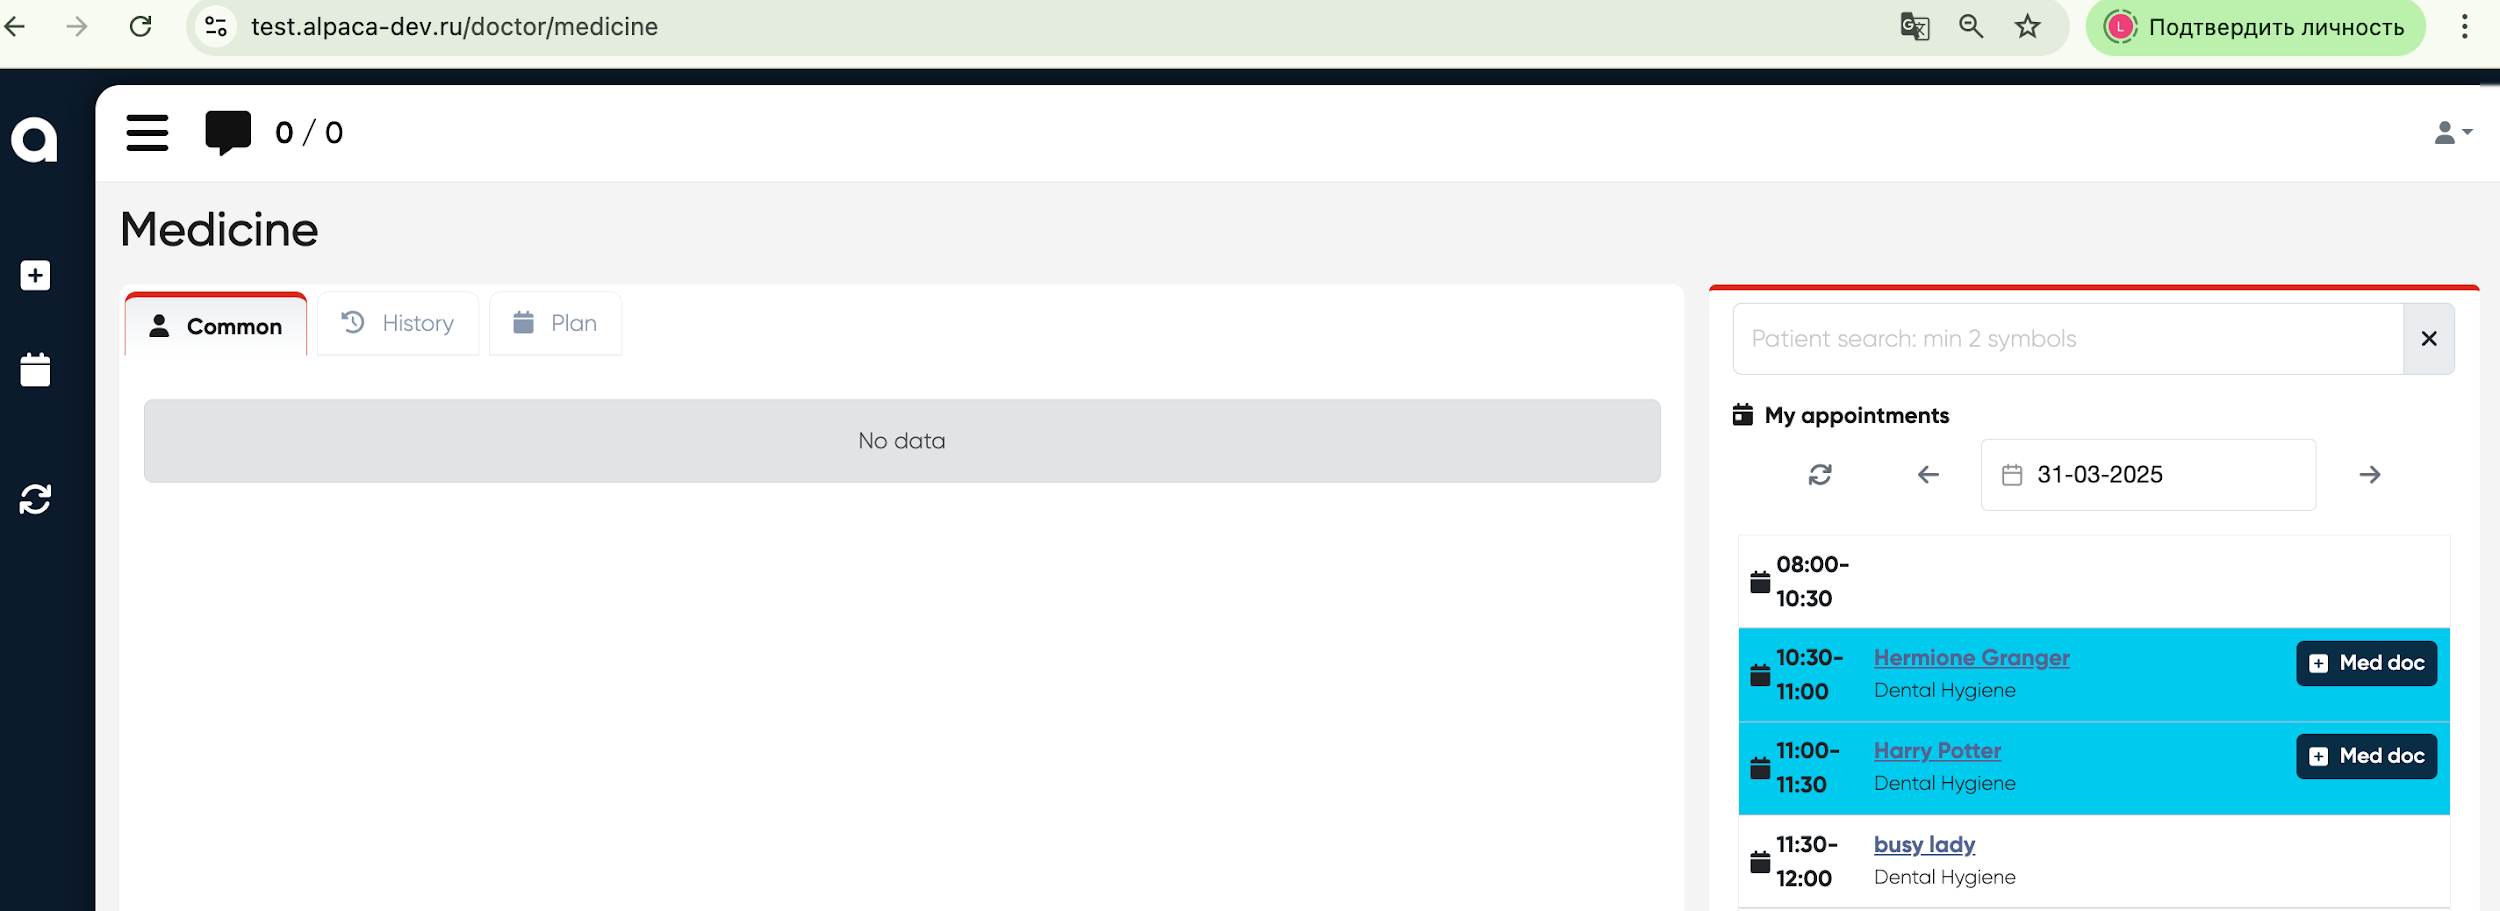 test.alpaca-dev.ru/doctor/medicine
Подтвердить личность
0 / 0
Medicine
Common
History
Plan
No data
Patient search: min 2 symbols
My appointments
31-03-2025
08:00-
10:30
10:30-
11:00
Hermione Granger
Dental Hygiene
Med doc
11:00-
11:30
Harry Potter
Dental Hygiene
Med doc
11:30-
12:00
busy lady
Dental Hygiene